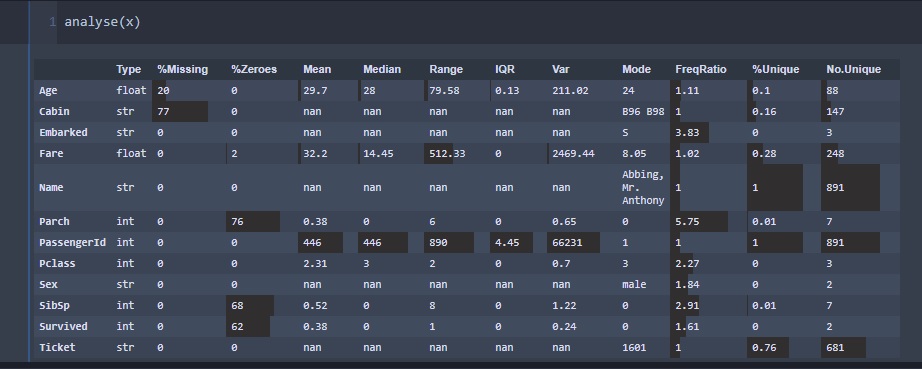 1 analyse(x)
Type %Missing %Zeroes Mean Median Range IQR Var Mode FreqRatio %Unique No.Unique
Age float 20 0 29.7 28 79.58 0.13 211.02 24 1.11 0.1 88
Cabin str 77 0 nan nan nan nan nan B96 B98 1 0.16 147
Embarked str 0 0 nan nan nan nan nan S 3.83 0 3
Fare float 0 2 32.2 14.45 512.33 0 2469.44 8.05 1.02 0.28 248
Name str 0 0 nan nan nan nan nan Abbing, Mr. Anthony 1 1 891
Parch int 0 76 0.38 0 6 0 0.65 0 5.75 0.01 7
PassengerId int 0 0 446 446 890 4.45 66231 1 1 1 891
Pclass int 0 0 2.31 3 2 0 0.7 3 2.27 0 3
Sex str 0 0 nan nan nan nan nan male 1.84 0 2
SibSp int 0 68 0.52 0 8 0 1.22 0 2.91 0.01 7
Survived int 0 62 0.38 0 1 0 0.24 0 1.61 0 2
Ticket str 0 0 nan nan nan nan nan 1601 1 0.76 681